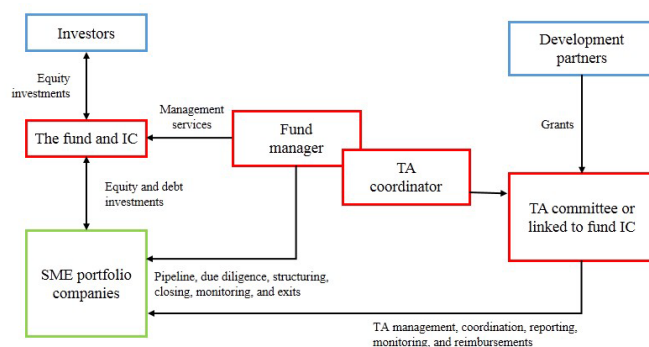 Investors
Development
partners
Equity
investments
Management
services
Grants
The fund and IC
Fund
manager
TA
coordinator
Equity and debt
investments
TA committee or
linked to fund IC
SME portfolio
companies
Pipeline, due diligence, structuring,
closing, monitoring, and exits
TA management, coordination, reporting,
monitoring, and reimbursements